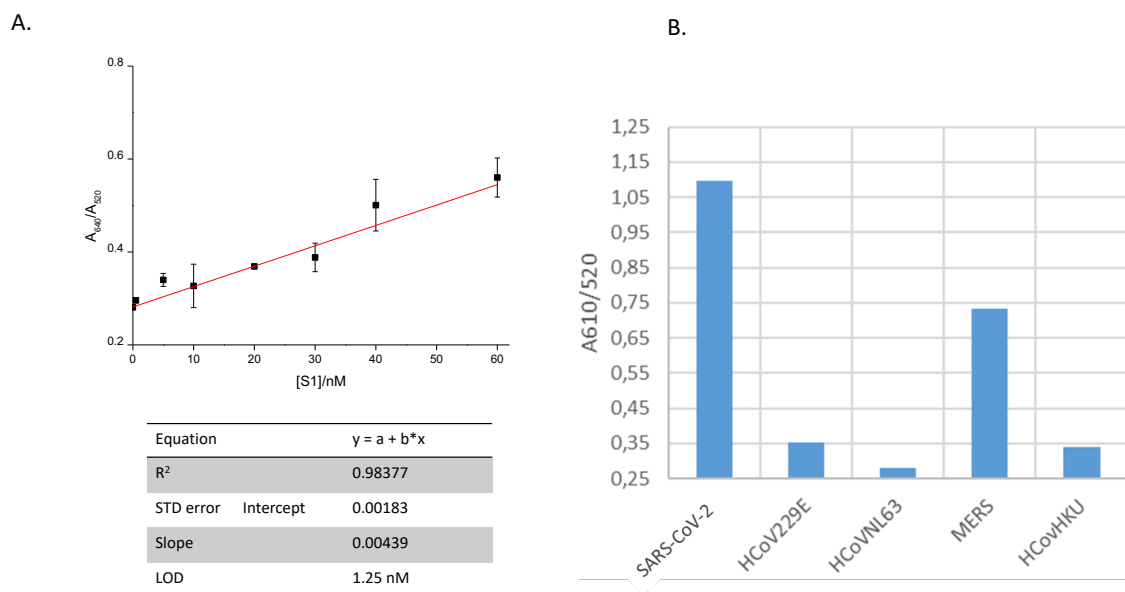 A.
0.8
0.6
0.4
0.2
A640/A520
0 10 20 30 40 50 60
[S1]/nM
Equation y = a + b*x
R² 0.98377
STD error Intercept 0.00183
Slope 0.00439
LOD 1.25 nM
B.
1,25
1,15
1,05
0,95
0,85
0,75
0,65
0,55
0,45
0,35
0,25
A610/520
SARS-CoV-2 HCoV229E HCoVNL63 MERS HCovHKU